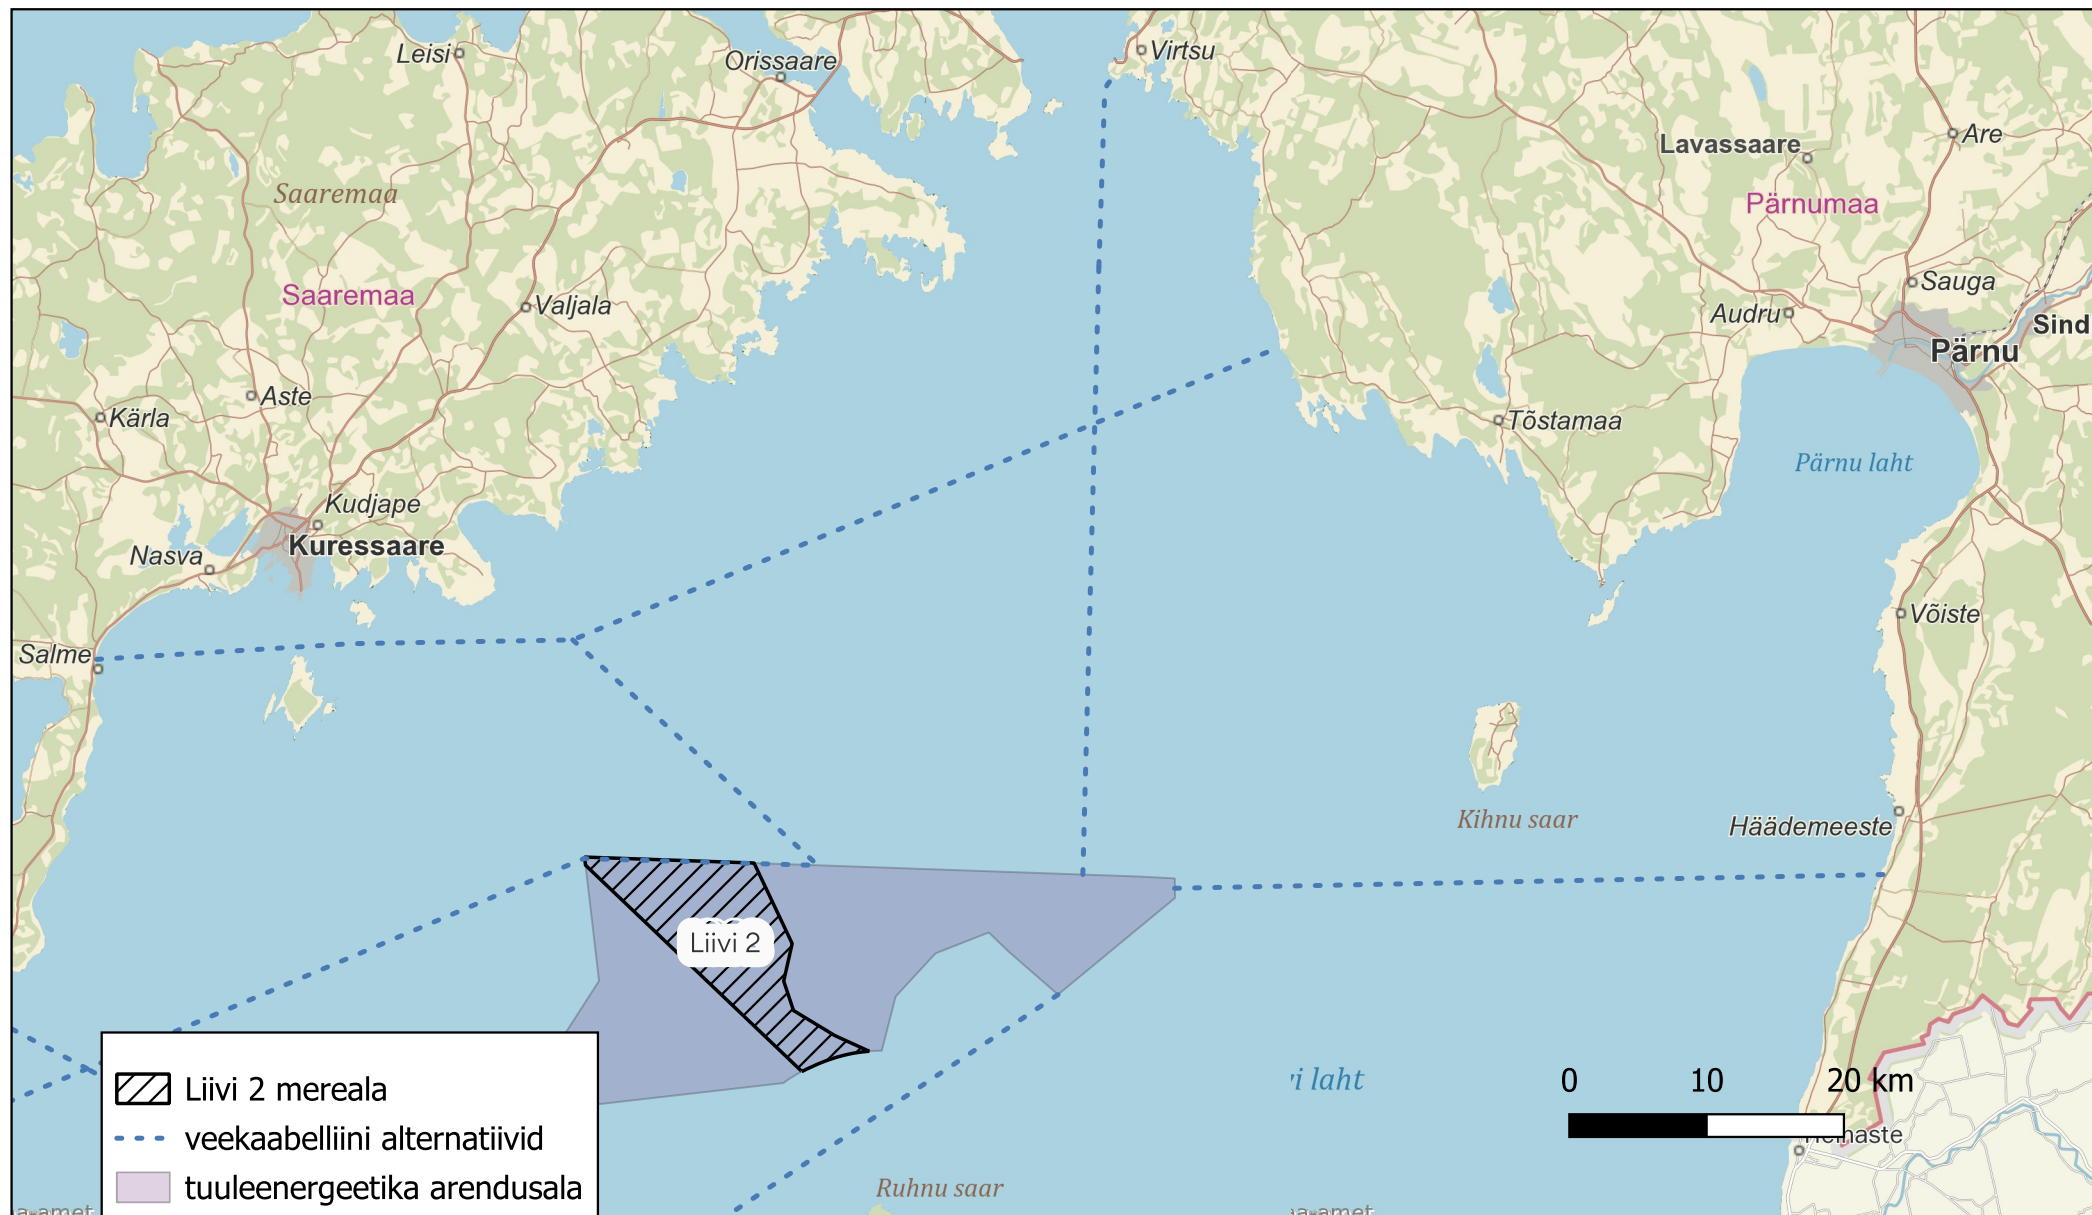 Leisi
Orissaare
Virtsu
Lavassaare
Are
Saaremaa
Pärnumaa
Saaremaa
Valjala
Sauga
Audru
Sind
Pärnu
Aste
Kärla
Tõstamaa
Pärnu laht
Kudjape
Kuressaare
Nasva
Võiste
Salme
Kihnu saar
Häädemeeste
Liivi 2
vi laht
0 10 20 km
Liivi 2 mereala
veekaabelliini alternatiivid
tuuleenergeetika arendusala
Ruhnu saar